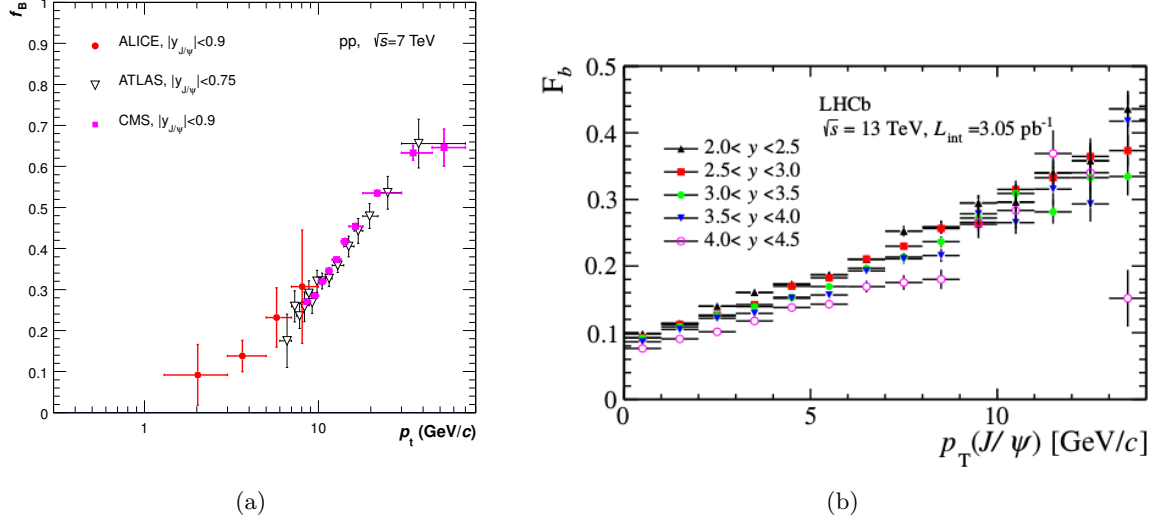 f_B
1
0.9
0.8
0.7
0.6
0.5
0.4
0.3
0.2
0.1
0
ALICE, |y_{J/ψ}|<0.9
ATLAS, |y_{J/ψ}|<0.75
CMS, |y_{J/ψ}|<0.9
pp, √s=7 TeV
1
10
p_t (GeV/c)
(a)
F_b
0.5
0.4
0.3
0.2
0.1
0
LHCb
√s = 13 TeV, L_int =3.05 pb⁻¹
2.0< y <2.5
2.5< y <3.0
3.0< y <3.5
3.5< y <4.0
4.0< y <4.5
0
5
10
p_T(J/ψ) [GeV/c]
(b)